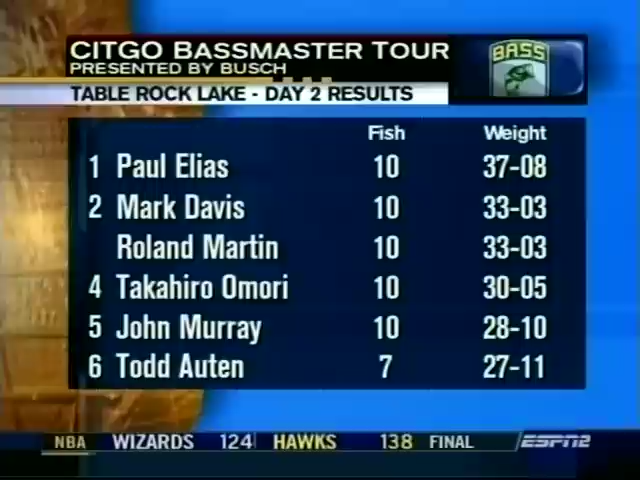 CITGO BASSMASTER TOUR
PRESENTED BY BUSCH
BASS
TABLE ROCK LAKE - DAY 2 RESULTS
Fish Weight
1 Paul Elias 10 37-08
2 Mark Davis 10 33-03
Roland Martin 10 33-03
4 Takahiro Omori 10 30-05
5 John Murray 10 28-10
6 Todd Auten 7 27-11
NBA WIZARDS 124 HAWKS 138 FINAL ESPN2